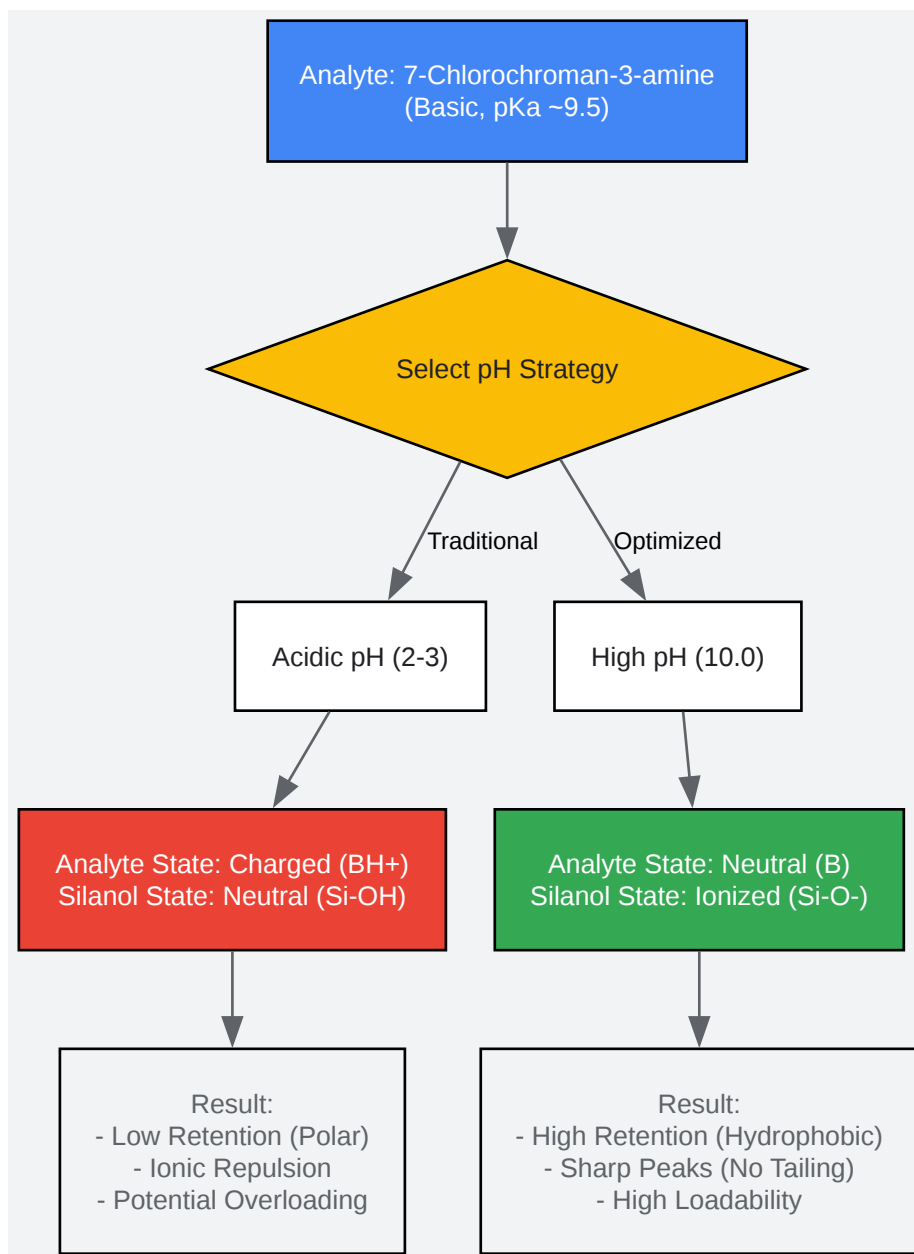 Analyte: 7-Chlorochroman-3-amine
(Basic, pKa ~9.5)
Select pH Strategy
Traditional
Optimized
Acidic pH (2-3)
High pH (10.0)
Analyte State: Charged (BH+)
Silanol State: Neutral (Si-OH)
Analyte State: Neutral (B)
Silanol State: Ionized (Si-O-)
Result:
- Low Retention (Polar)
- Ionic Repulsion
- Potential Overloading
Result:
- High Retention (Hydrophobic)
- Sharp Peaks (No Tailing)
- High Loadability